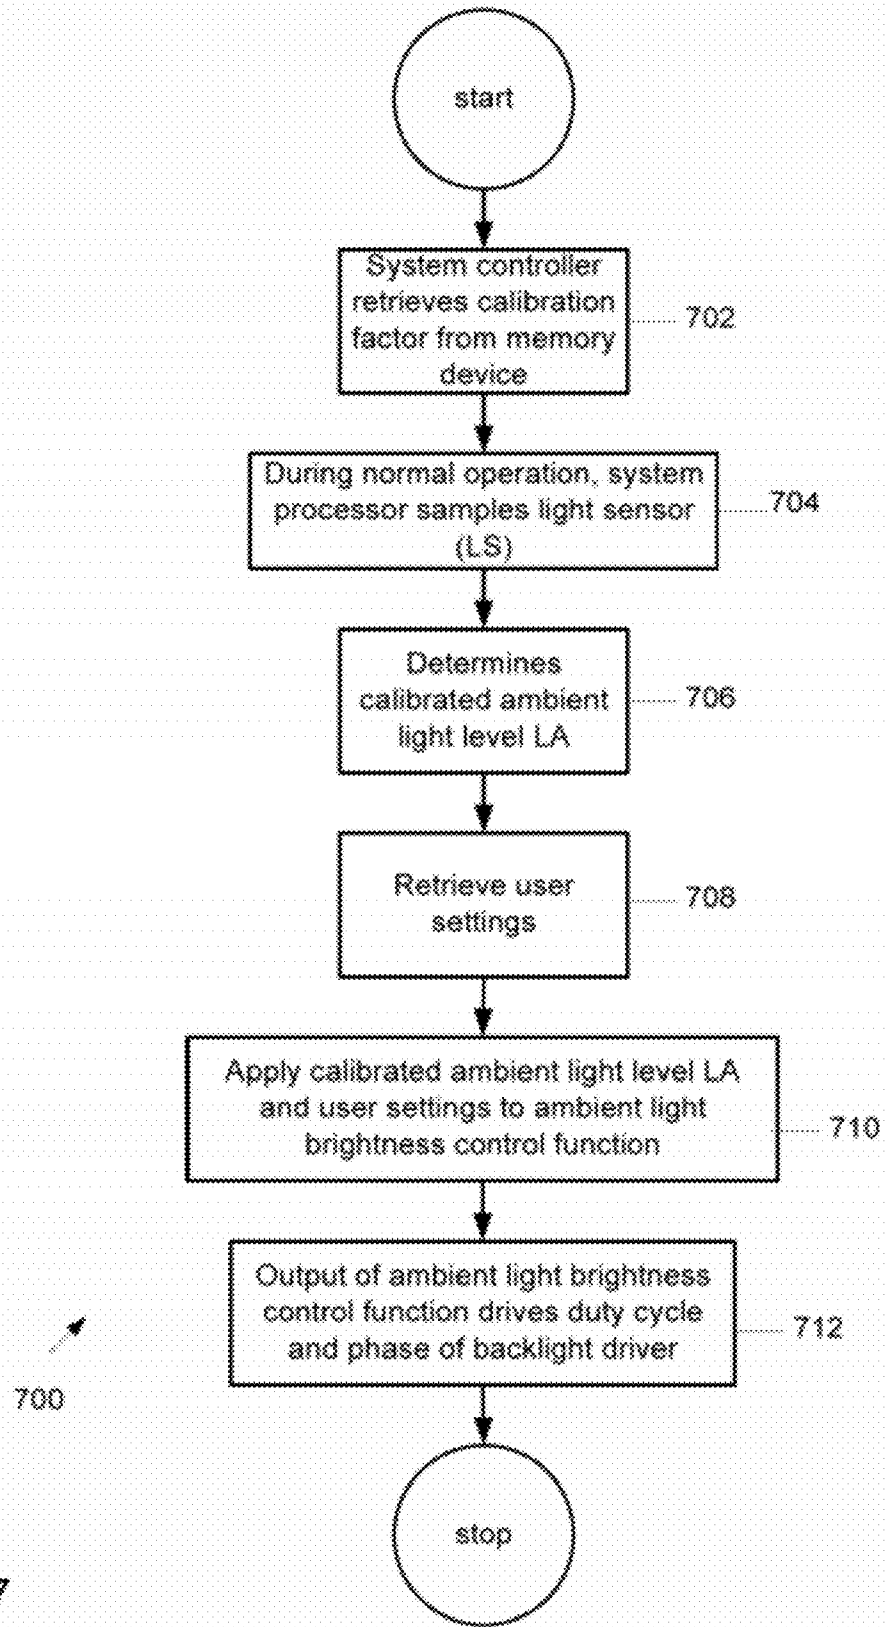 start
System controller
retrieves calibration
factor from memory
device
702
During normal operation, system
processor samples light sensor
(LS)
704
Determines
calibrated ambient
light level LA
706
Retrieve user
settings
708
Apply calibrated ambient light level LA
and user settings to ambient light
brightness control function
710
Output of ambient light brightness
control function drives duty cycle
and phase of backlight driver
712
700
stop
7